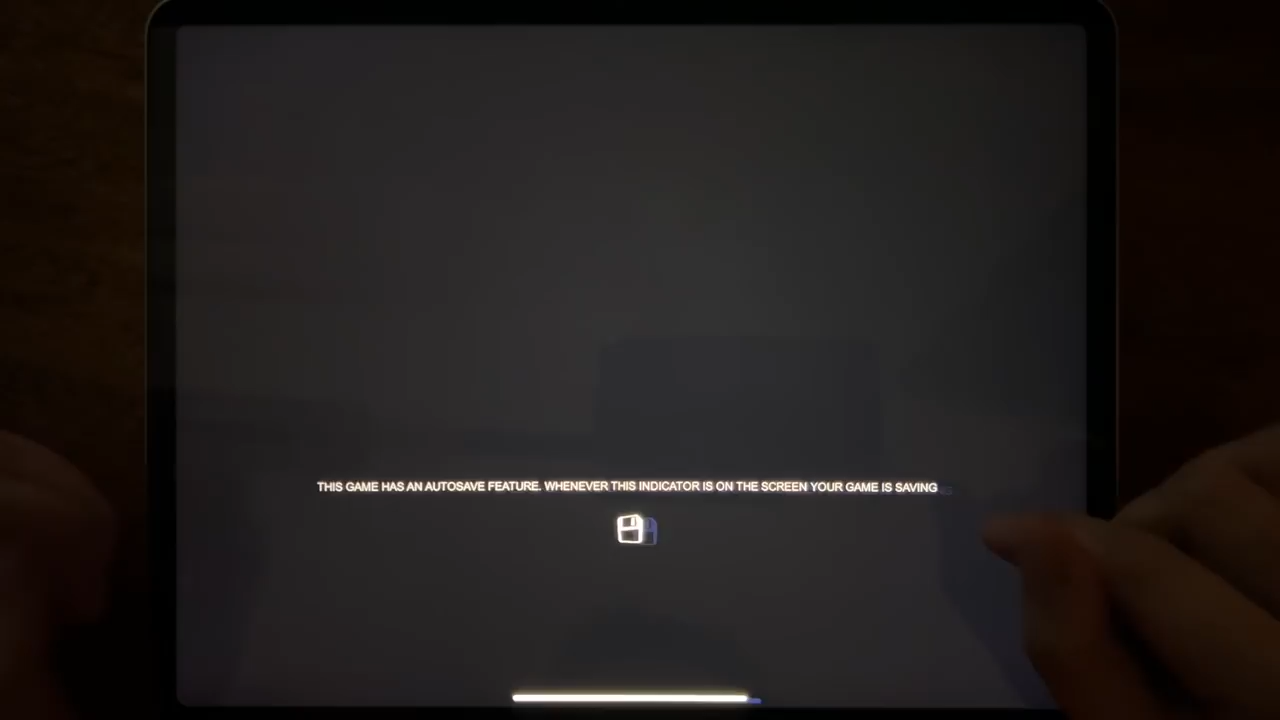 THIS GAME HAS AN AUTOSAVE FEATURE. WHENEVER THIS INDICATOR IS ON THE SCREEN YOUR GAME IS SAVING